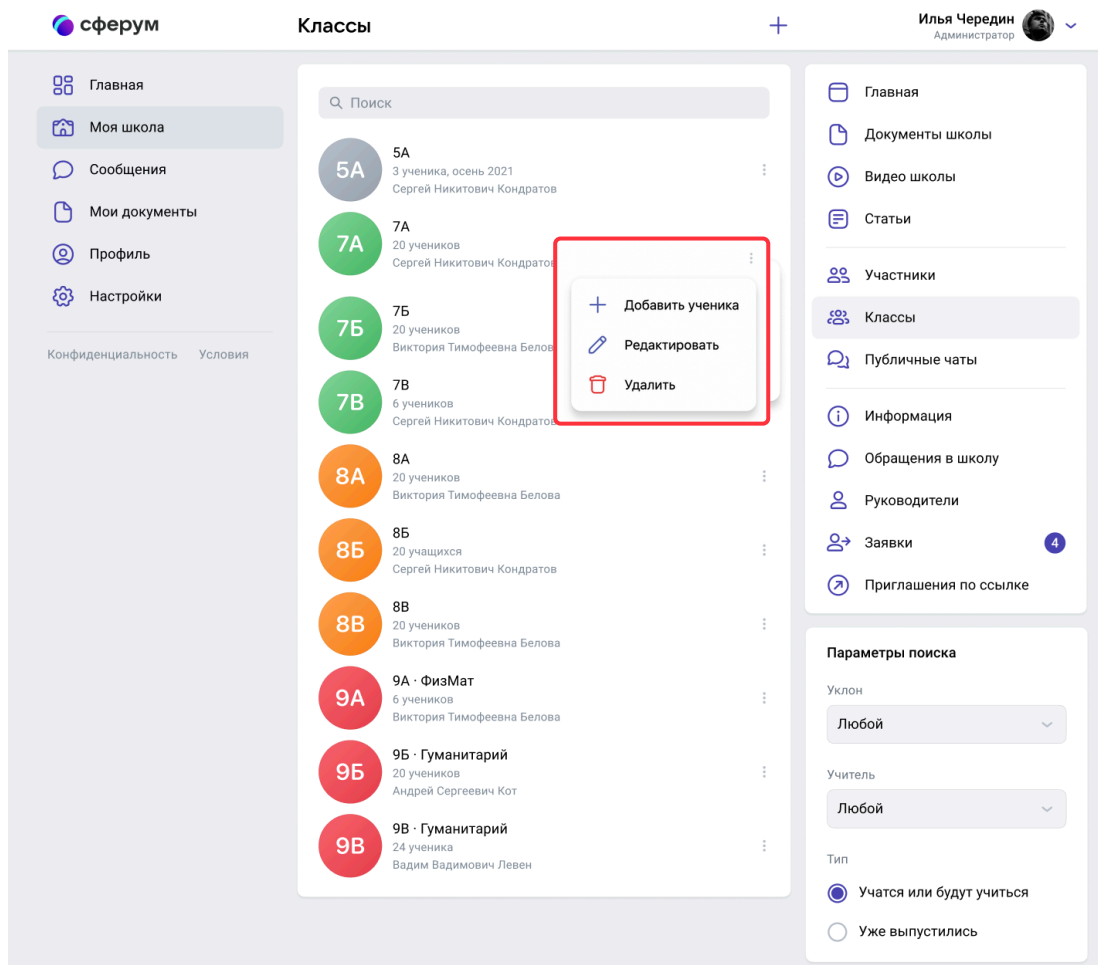 сферум
Классы
Илья Чередин
Администратор
Главная
Моя школа
Сообщения
Мои документы
Профиль
Настройки
Конфиденциальность Условия
Поиск
5А
5А
3 ученика, осень 2021
Сергей Никитович Кондратов
7А
7А
20 учеников
Сергей Никитович Кондратов
7Б
7Б
20 учеников
Виктория Тимофеевна Белов
7В
7В
6 учеников
Сергей Никитович Кондратов
Добавить ученика
Редактировать
Удалить
8А
8А
20 учеников
Виктория Тимофеевна Белова
8Б
8Б
20 учащихся
Сергей Никитович Кондратов
8В
8В
20 учеников
Виктория Тимофеевна Белова
9А
9А · ФизМат
6 учеников
Виктория Тимофеевна Белова
9Б
9Б · Гуманитарий
20 учеников
Андрей Сергеевич Кот
9В
9В · Гуманитарий
24 ученика
Вадим Вадимович Левен
Главная
Документы школы
Видео школы
Статьи
Участники
Классы
Публичные чаты
Информация
Обращения в школу
Руководители
Заявки 4
Приглашения по ссылке
Параметры поиска
Уклон
Любой
Учитель
Любой
Тип
Учатся или будут учиться
Уже выпустились